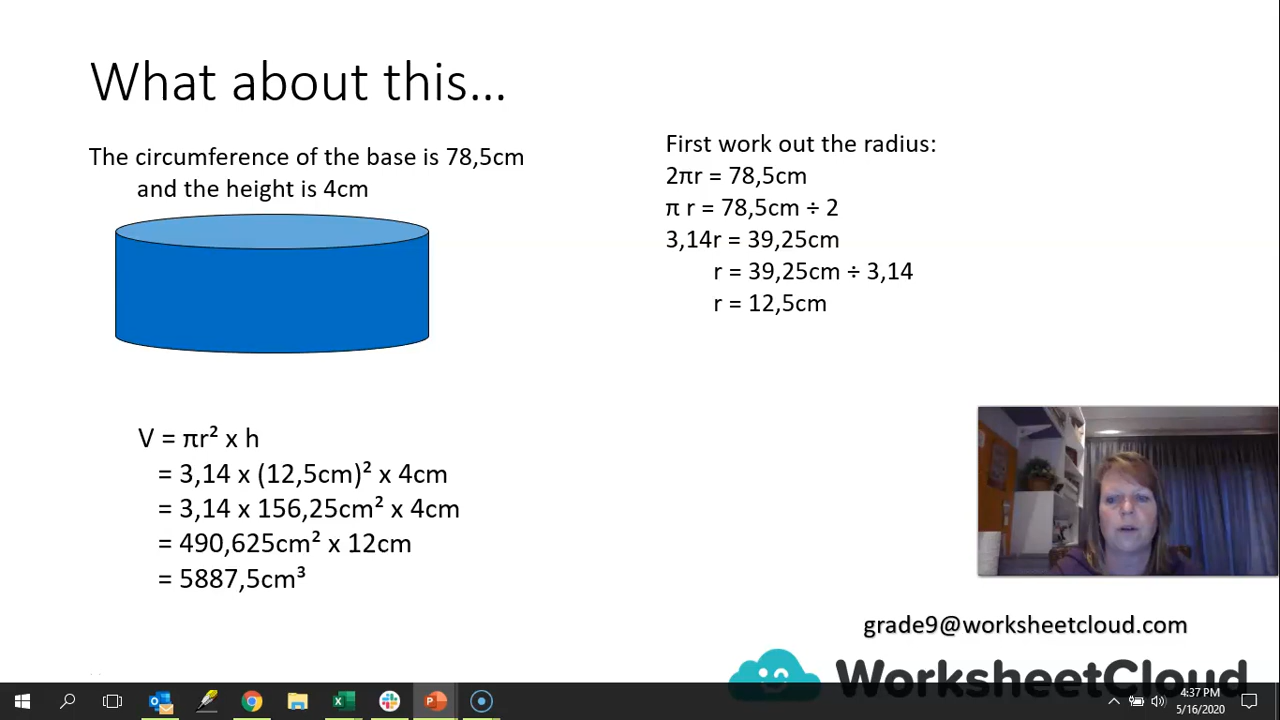 What about this...
The circumference of the base is 78,5cm
and the height is 4cm
First work out the radius:
2πr = 78,5cm
π r = 78,5cm ÷ 2
3,14r = 39,25cm
r = 39,25cm ÷ 3,14
r = 12,5cm
V = πr² x h
= 3,14 x (12,5cm)² x 4cm
= 3,14 x 156,25cm² x 4cm
= 490,625cm² x 12cm
= 5887,5cm³
grade9@worksheetcloud.com
WorksheetCloud
4:37 PM
5/16/2020